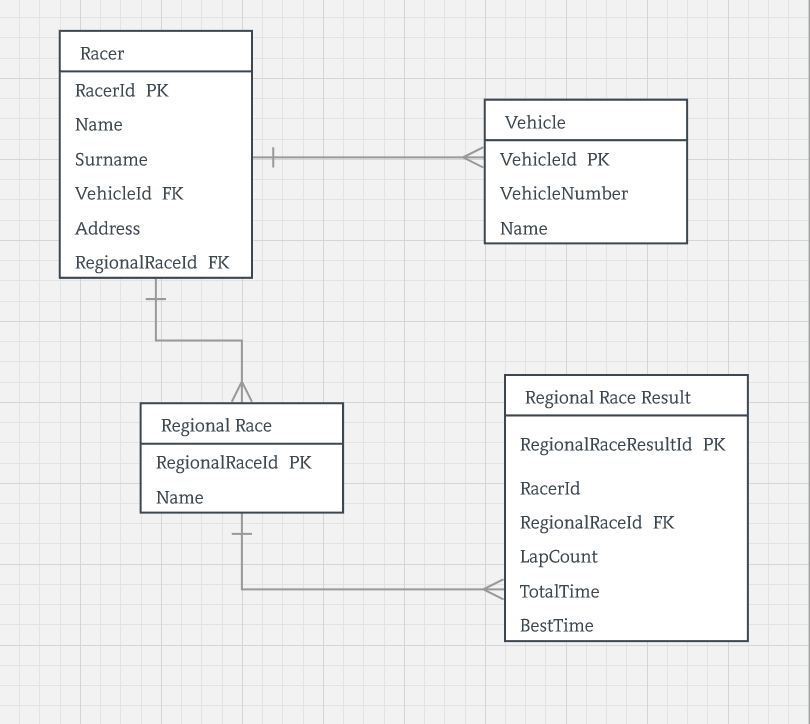 Racer
RacerId PK
Name
Surname
VehicleId FK
Address
RegionalRaceId FK
Vehicle
VehicleId PK
VehicleNumber
Name
Regional Race
RegionalRaceId PK
Name
Regional Race Result
RegionalRaceResultId PK
RacerId
RegionalRaceId FK
LapCount
TotalTime
BestTime